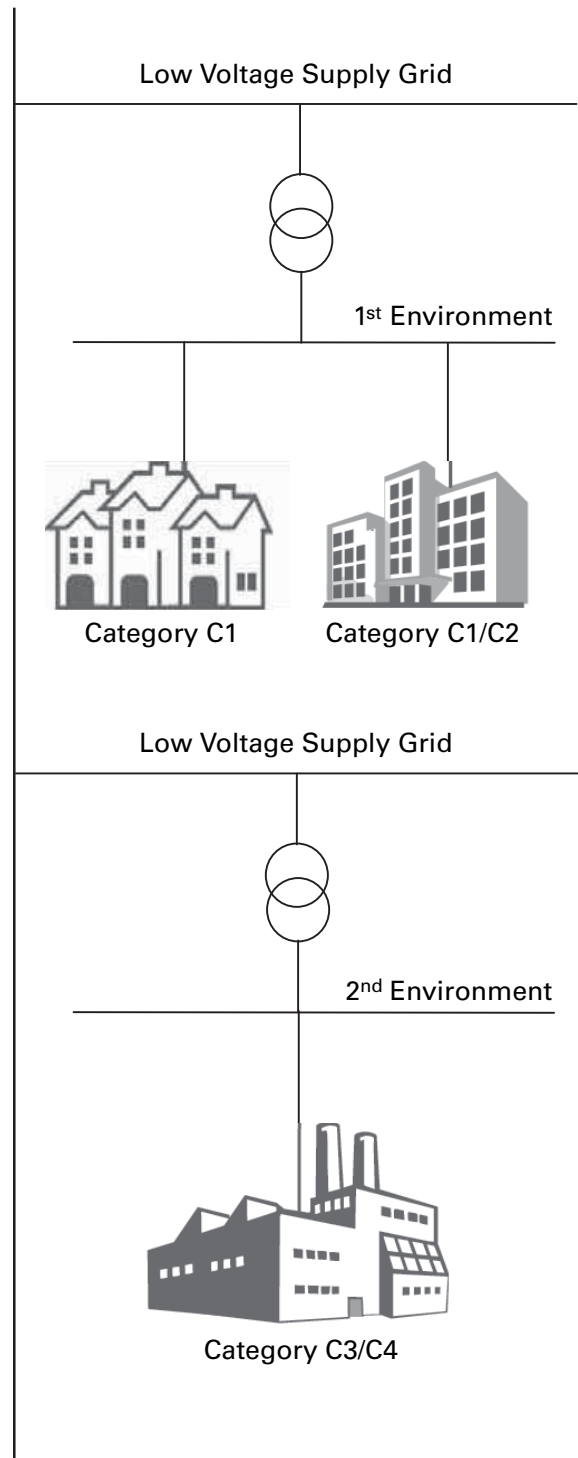 Low Voltage Supply Grid
1st Environment
Category C1
Category C1/C2
Low Voltage Supply Grid
2nd Environment
Category C3/C4